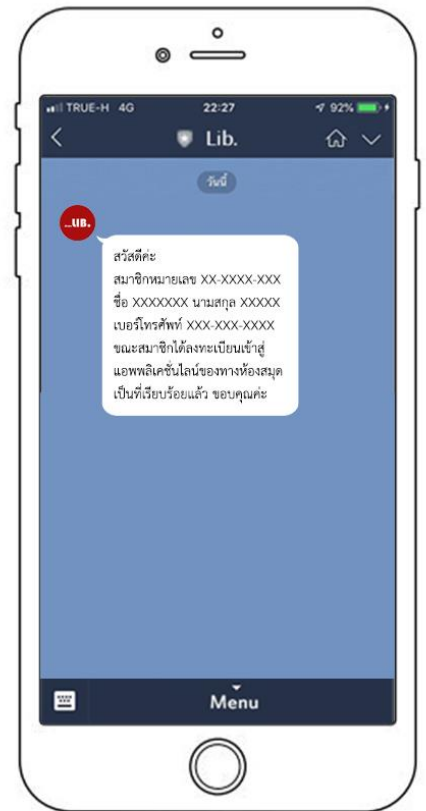 TRUE-H 4G 22:27 92%
Lib.
วันนี้
...LIB.
สวัสดีค่ะ
สมาชิกหมายเลข XX-XXXX-XXX
ชื่อ XXXXXXX นามสกุล XXXXX
เบอร์โทรศัพท์ XXX-XXX-XXXX
ขณะสมาชิกได้ลงทะเบียนเข้าสู่
แอพพลิเคชั่นไลน์ของทางห้องสมุด
เป็นที่เรียบร้อยแล้ว ขอบคุณค่ะ
Menu